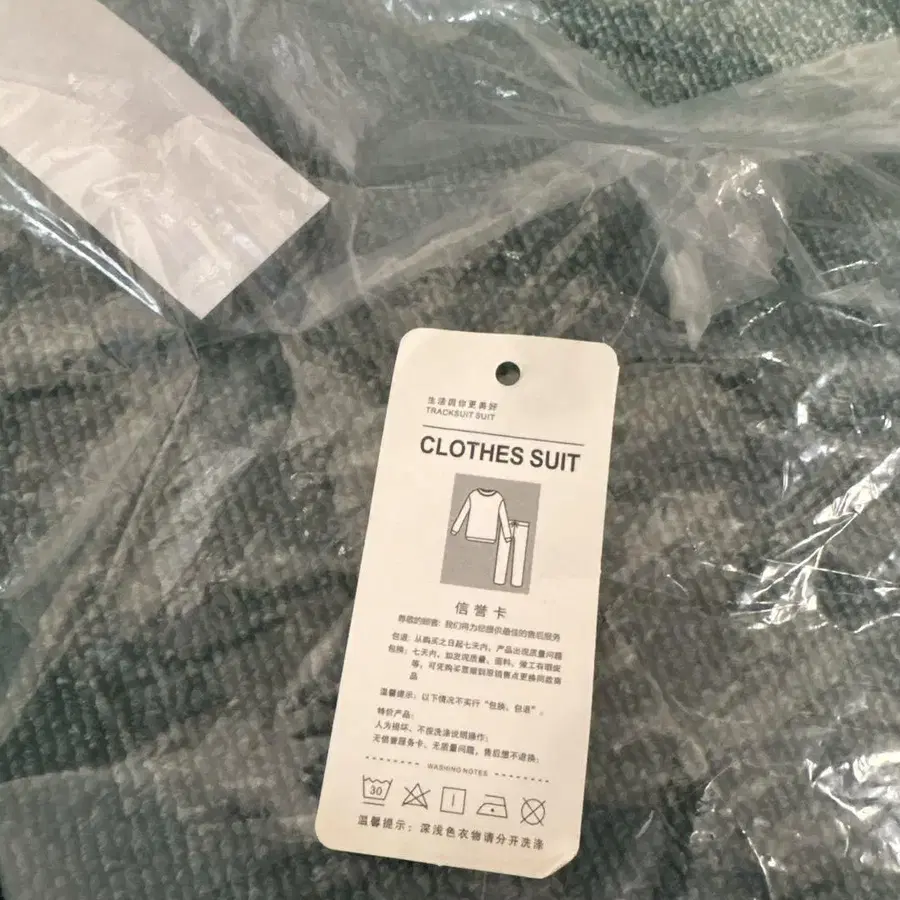 生活因你更美好
TRACKSUIT SUIT
CLOTHES SUIT
信誉卡
尊敬的顾客: 我们将为您提供最佳的售后服务
包退: 从购买之日起七天内, 产品出现质量问题
包换: 七天内, 如发现质量、面料、做工有瑕疵
等, 可凭购买票据到原销售点更换同款商
品
温馨提示: 以下情况不实行"包换、包退"。
特价产品;
人为损坏、不按洗涤说明操作;
无信誉服务卡、无质量问题, 售后恕不退换;
WASHING NOTES
30
温馨提示: 深浅色衣物请分开洗涤